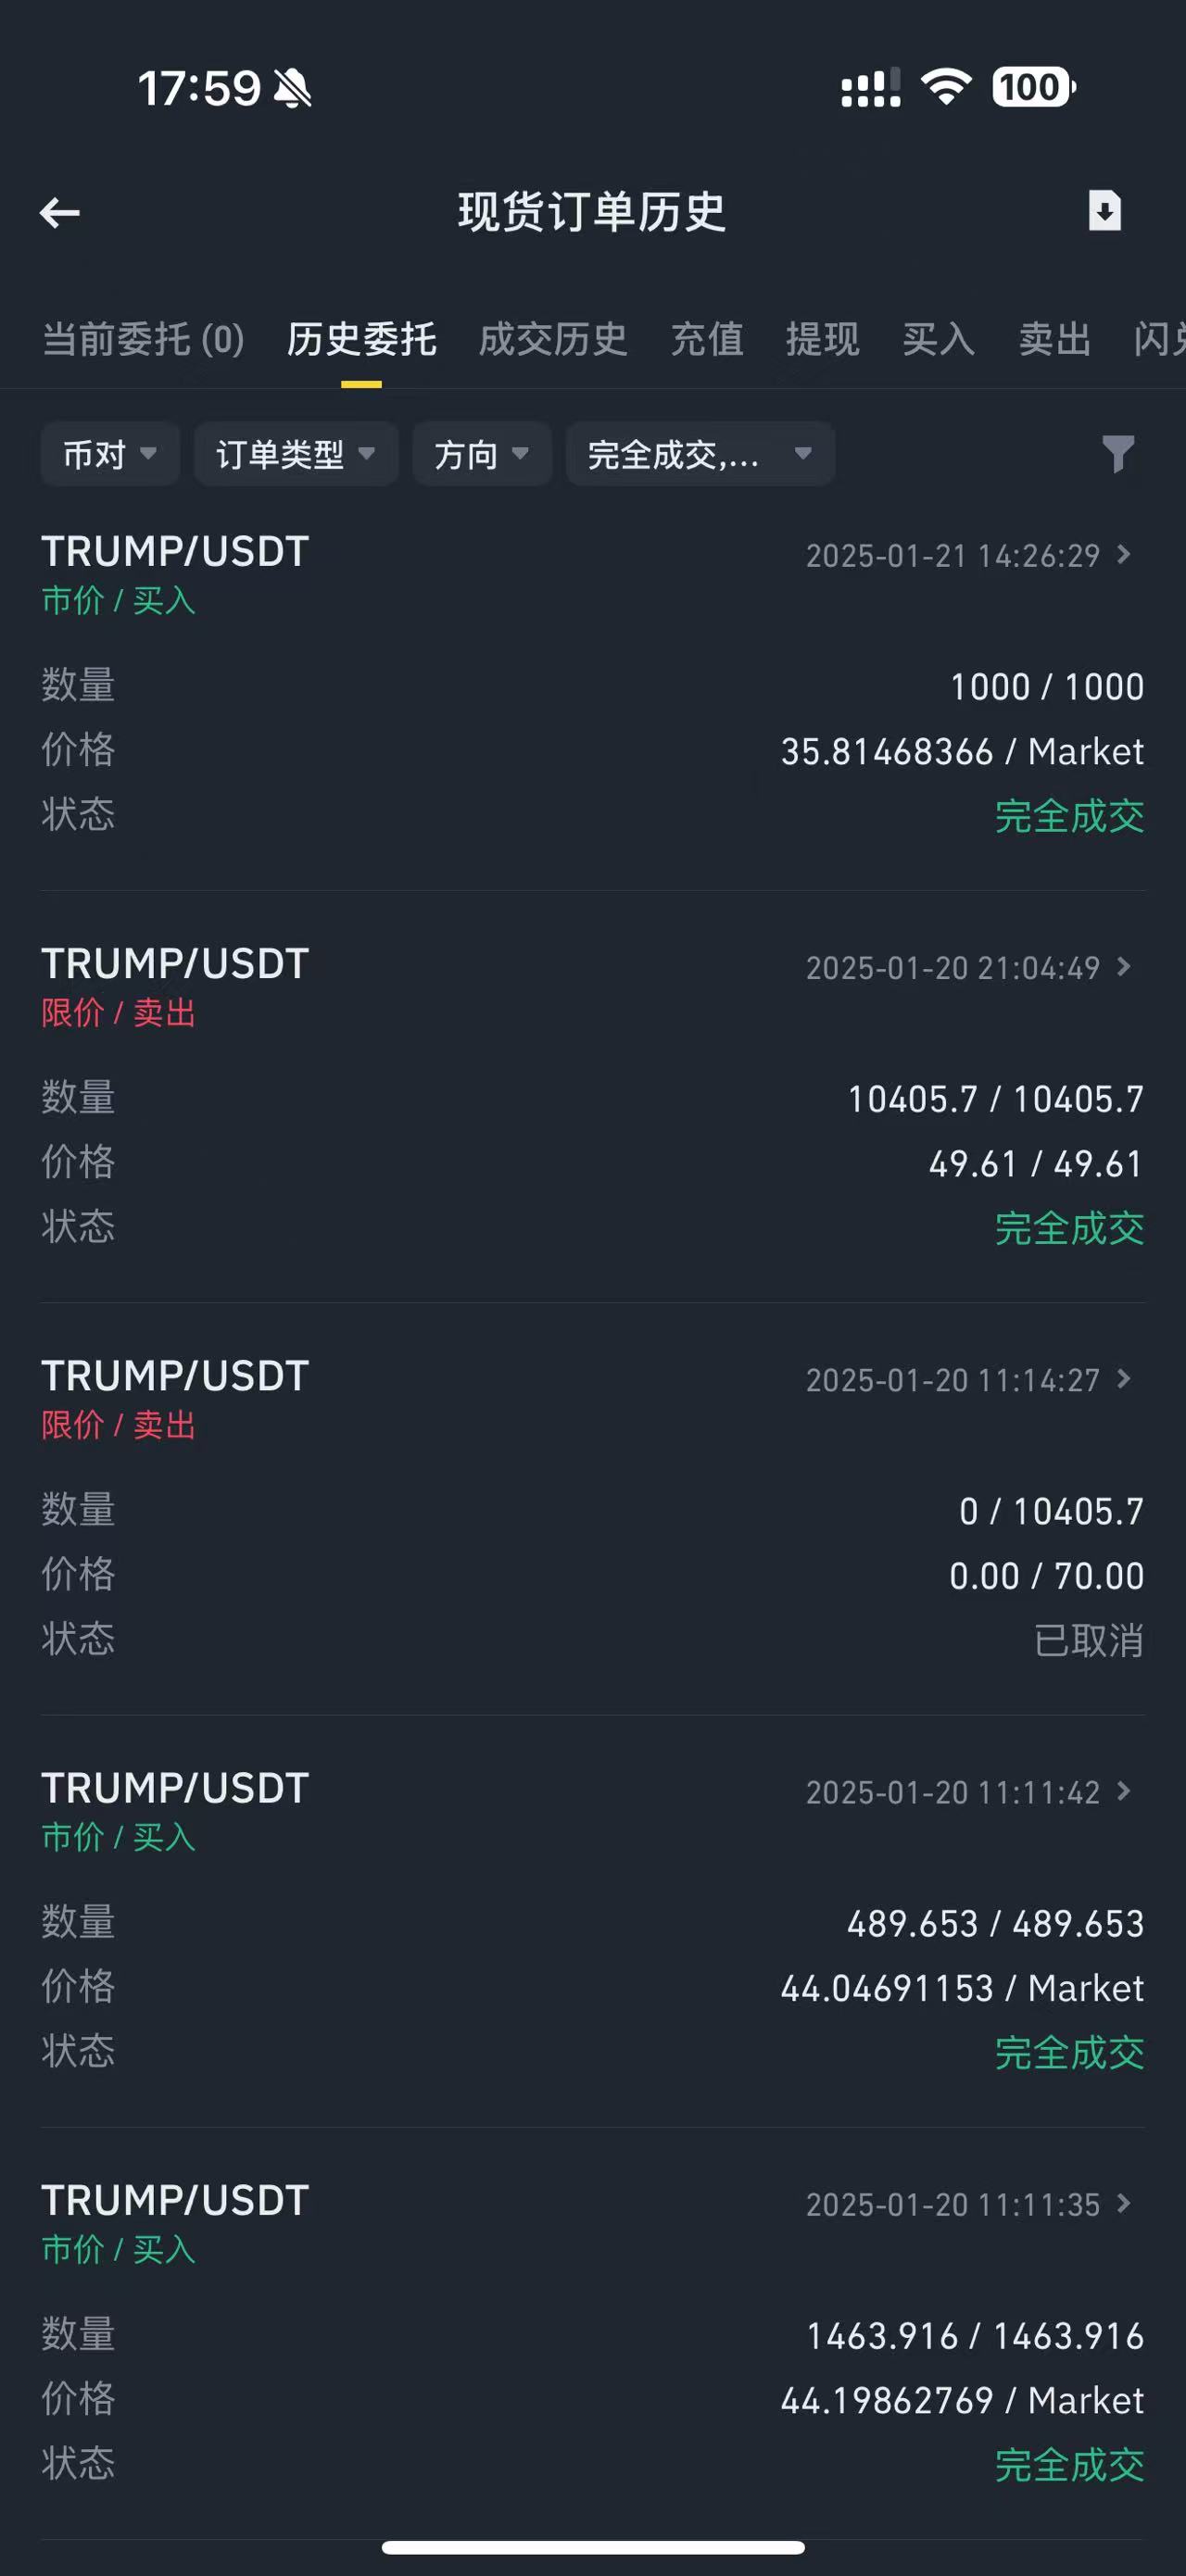 17:59
100
现货订单历史
当前委托 (0) 历史委托 成交历史 充值 提现 买入 卖出 闪
币对 订单类型 方向 完全成交,...
TRUMP/USDT 2025-01-21 14:26:29
市价 / 买入
数量 1000 / 1000
价格 35.81468366 / Market
状态 完全成交
TRUMP/USDT 2025-01-20 21:04:49
限价 / 卖出
数量 10405.7 / 10405.7
价格 49.61 / 49.61
状态 完全成交
TRUMP/USDT 2025-01-20 11:14:27
限价 / 卖出
数量 0 / 10405.7
价格 0.00 / 70.00
状态 已取消
TRUMP/USDT 2025-01-20 11:11:42
市价 / 买入
数量 489.653 / 489.653
价格 44.04691153 / Market
状态 完全成交
TRUMP/USDT 2025-01-20 11:11:35
市价 / 买入
数量 1463.916 / 1463.916
价格 44.19862769 / Market
状态 完全成交